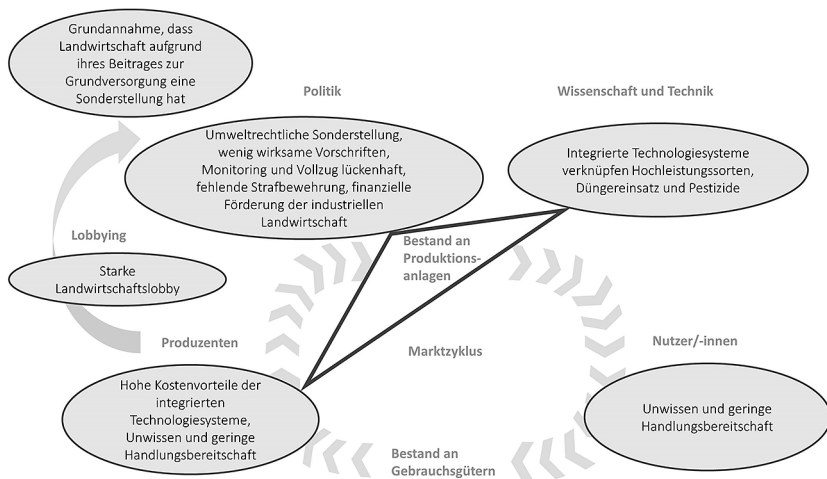 Grundannahme, dass
Landwirtschaft aufgrund
ihres Beitrages zur
Grundversorgung eine
Sonderstellung hat
Politik
Wissenschaft und Technik
Umweltrechtliche Sonderstellung,
wenig wirksame Vorschriften,
Monitoring und Vollzug lückenhaft,
fehlende Strafbewehrung, finanzielle
Förderung der industriellen
Landwirtschaft
Integrierte Technologiesysteme
verknüpfen Hochleistungssorten,
Düngereinsatz und Pestizide
Lobbying
Bestand an
Produktions-
anlagen
Starke
Landwirtschaftslobby
Produzenten
Marktzyklus
Nutzer/-innen
Hohe Kostenvorteile der
integrierten
Technologiesysteme,
Unwissen und geringe
Handlungsbereitschaft
Unwissen und geringe
Handlungsbereitschaft
Bestand an
Gebrauchsgütern